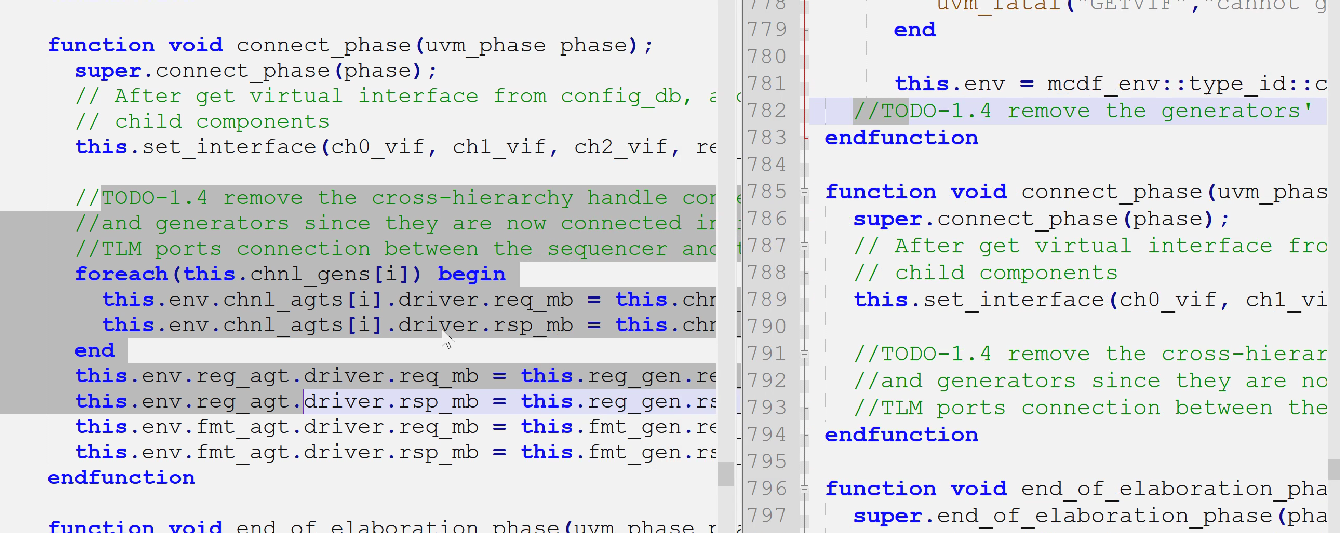 function void connect_phase(uvm_phase phase);
super.connect_phase(phase);
// After get virtual interface from config_db, a
// child components
this.set_interface(ch0_vif, ch1_vif, ch2_vif, re
//TODO-1.4 remove the cross-hierarchy handle con
//and generators since they are now connected in
//TLM ports connection between the sequencer and
foreach(this.chnl_gens[i]) begin
this.env.chnl_agts[i].driver.req_mb = this.chn
this.env.chnl_agts[i].driver.rsp_mb = this.chn
end
this.env.reg_agt.driver.req_mb = this.reg_gen.re
this.env.reg_agt.driver.rsp_mb = this.reg_gen.rs
this.env.fmt_agt.driver.req_mb = this.fmt_gen.re
this.env.fmt_agt.driver.rsp_mb = this.fmt_gen.rs
endfunction
function void end_of_elaboration_phase(uvm_phase p
778 uvm_fatal("GETVIF","cannot g
779 end
780
781 this.env = mcdf_env::type_id::c
782 //TODO-1.4 remove the generators'
783 endfunction
784
785 function void connect_phase(uvm_phas
786 super.connect_phase(phase);
787 // After get virtual interface fro
788 // child components
789 this.set_interface(ch0_vif, ch1_vi
790
791 //TODO-1.4 remove the cross-hierar
792 //and generators since they are no
793 //TLM ports connection between the
794 endfunction
795
796 function void end_of_elaboration_pha
797 super.end_of_elaboration_phase(pha